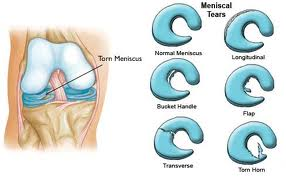 Torn Meniscus
Meniscal
Tears
Normal Meniscus
Longitudinal
Bucket Handle
Flap
Transverse
Torn Horn